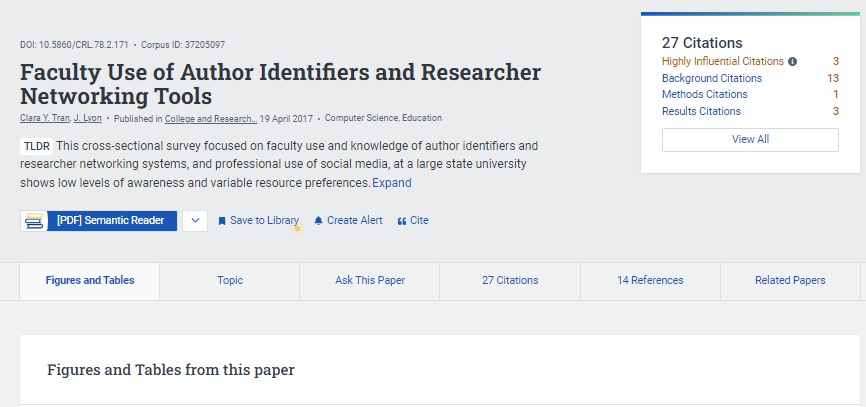 DOI: 10.5860/CRL.78.2.171 • Corpus ID: 37205097
Faculty Use of Author Identifiers and Researcher
Networking Tools
Clara Y. Tran, J. Lyon • Published in College and Research… 19 April 2017 • Computer Science, Education
TLDR This cross-sectional survey focused on faculty use and knowledge of author identifiers and
researcher networking systems, and professional use of social media, at a large state university
shows low levels of awareness and variable resource preferences. Expand
[PDF] Semantic Reader
Save to Library
Create Alert
Cite
27 Citations
Highly Influential Citations 3
Background Citations 13
Methods Citations 1
Results Citations 3
View All
Figures and Tables
Topic
Ask This Paper
27 Citations
14 References
Related Papers
Figures and Tables from this paper